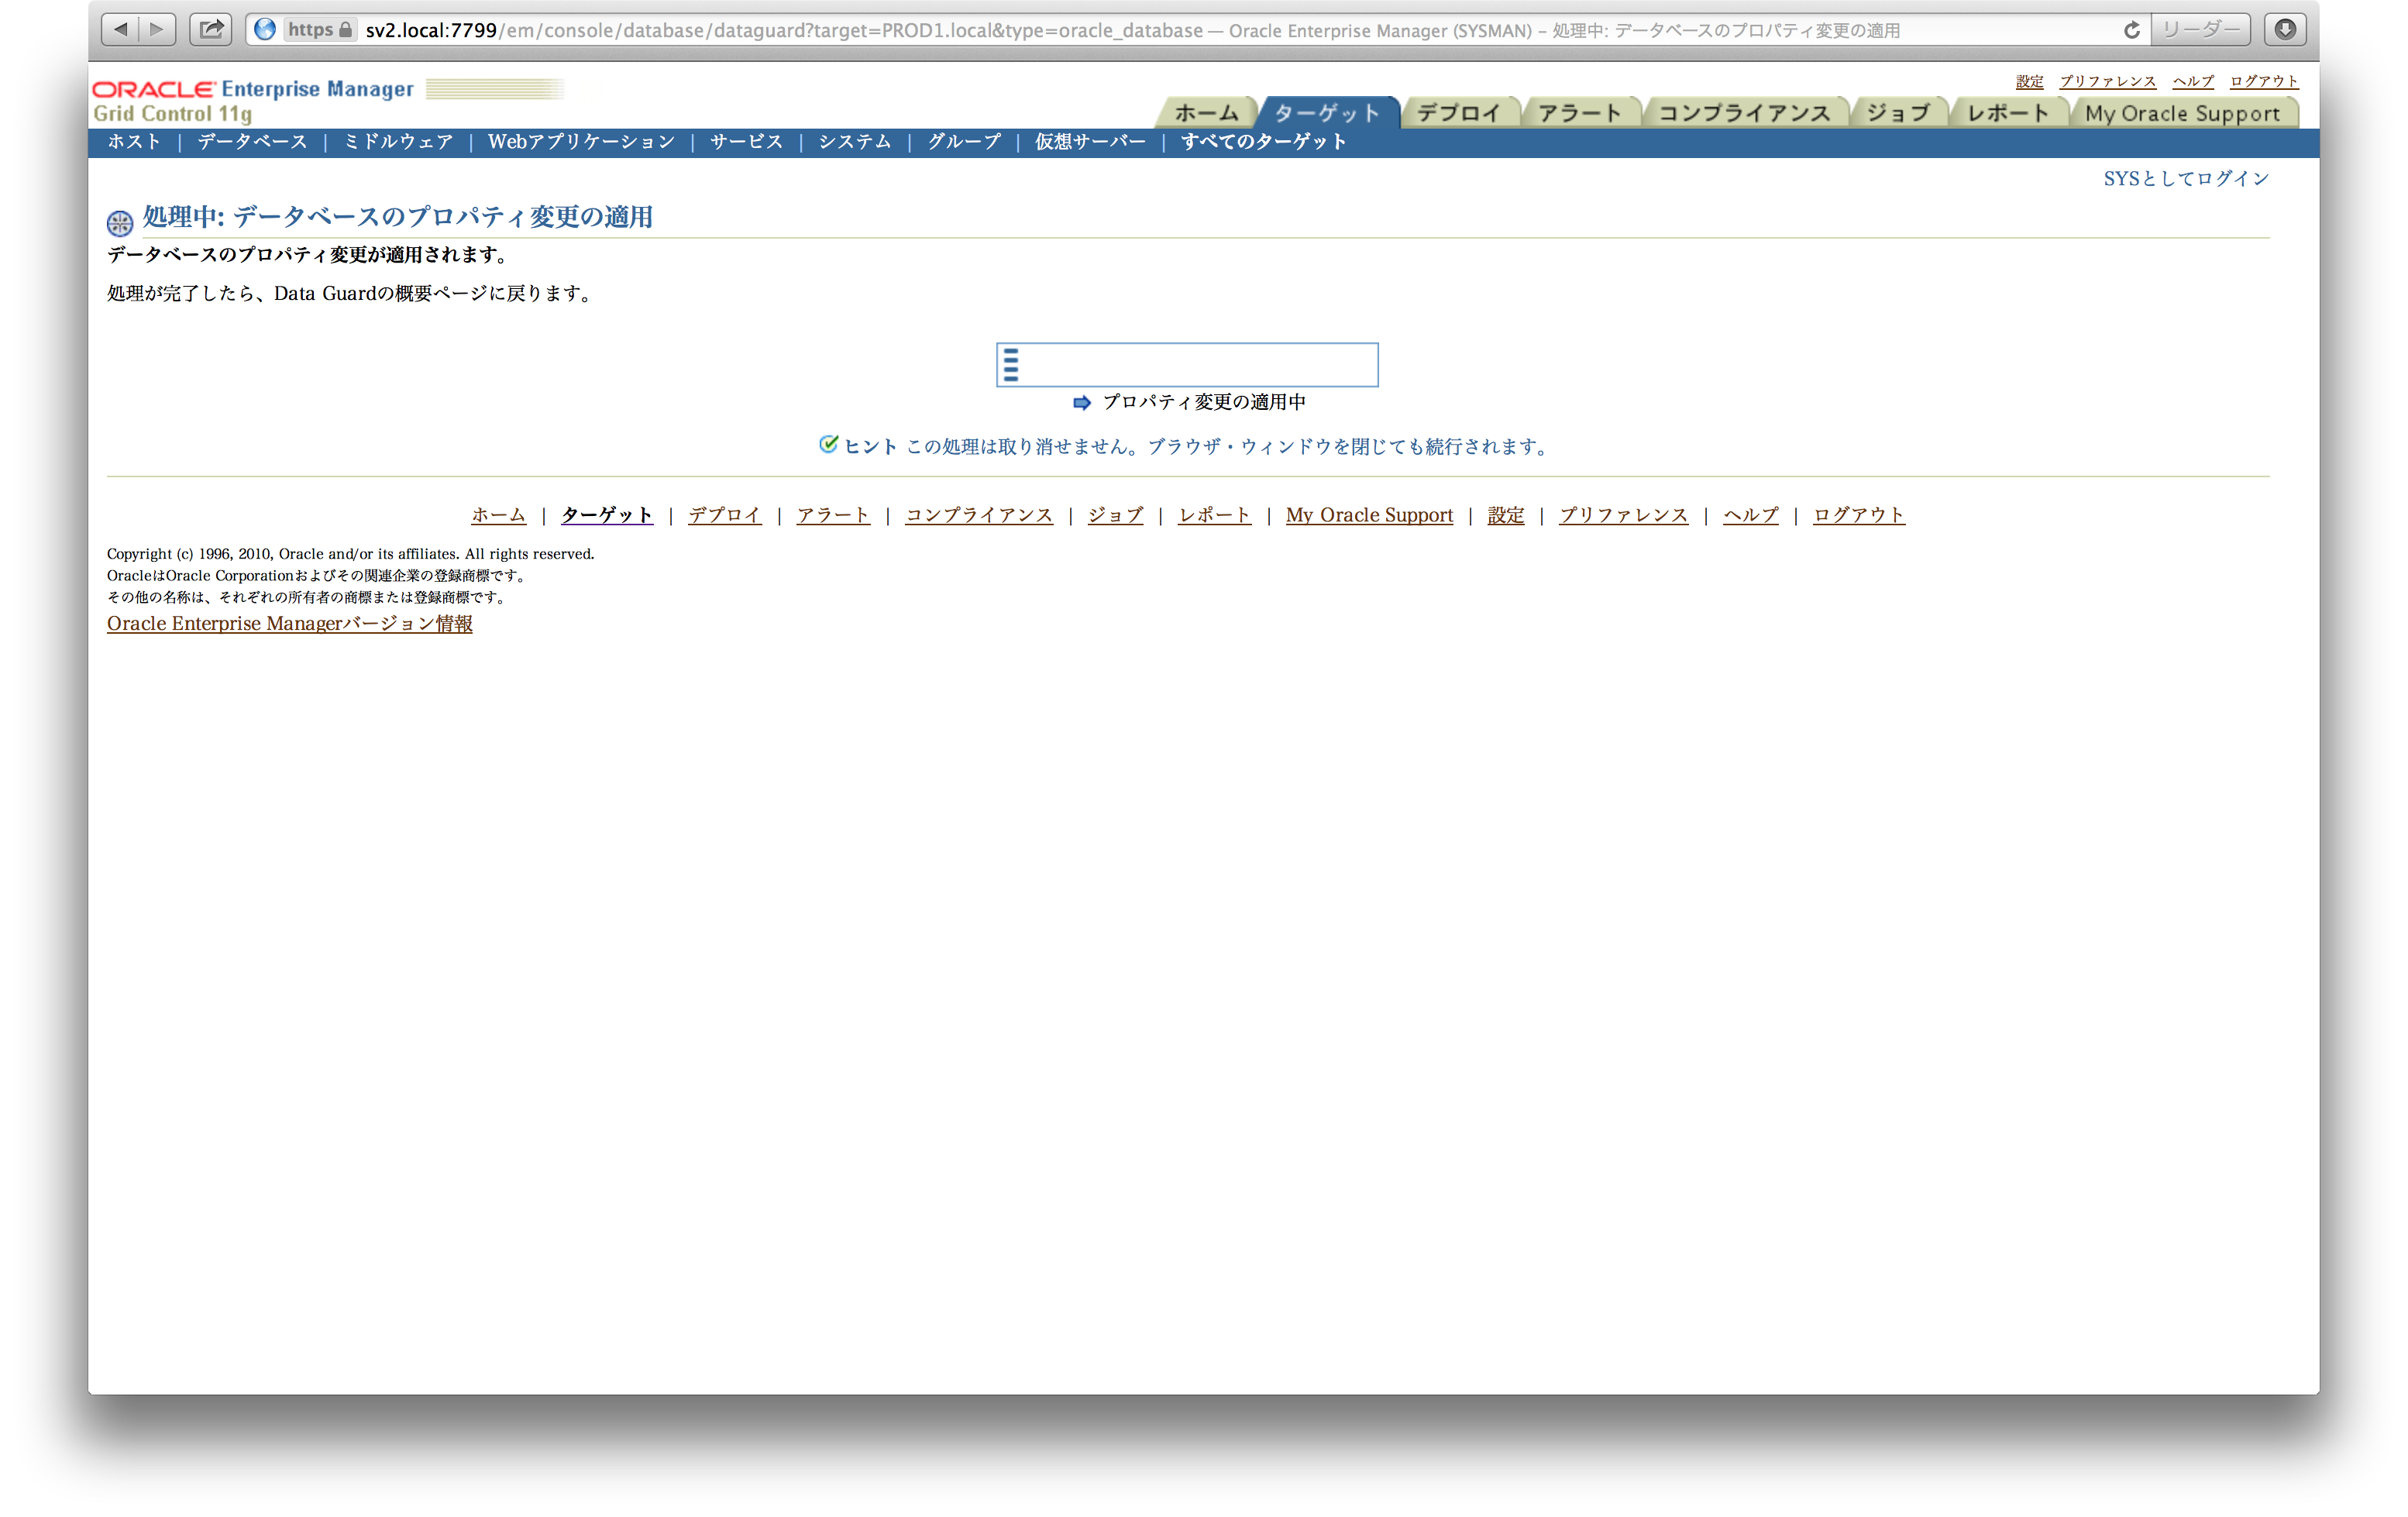 https sv2.local:7799/em/console/database/dataguard?target=PROD1.local&type=oracle_database — Oracle Enterprise Manager (SYSMAN) – 処理中: データベースのプロパティ変更の適用 リーダー
設定 プリファレンス ヘルプ ログアウト
ORACLE Enterprise Manager
Grid Control 11g
ホーム ターゲット デプロイ アラート コンプライアンス ジョブ レポート My Oracle Support
ホスト | データベース | ミドルウェア | Webアプリケーション | サービス | システム | グループ | 仮想サーバー | すべてのターゲット
SYSとしてログイン
処理中: データベースのプロパティ変更の適用
データベースのプロパティ変更が適用されます。
処理が完了したら、Data Guardの概要ページに戻ります。
プロパティ変更の適用中
ヒント この処理は取り消せません。ブラウザ・ウィンドウを閉じても続行されます。
ホーム | ターゲット | デプロイ | アラート | コンプライアンス | ジョブ | レポート | My Oracle Support | 設定 | プリファレンス | ヘルプ | ログアウト
Copyright (c) 1996, 2010, Oracle and/or its affiliates. All rights reserved.
OracleはOracle Corporationおよびその関連企業の登録商標です。
その他の名称は、それぞれの所有者の商標または登録商標です。
Oracle Enterprise Managerバージョン情報